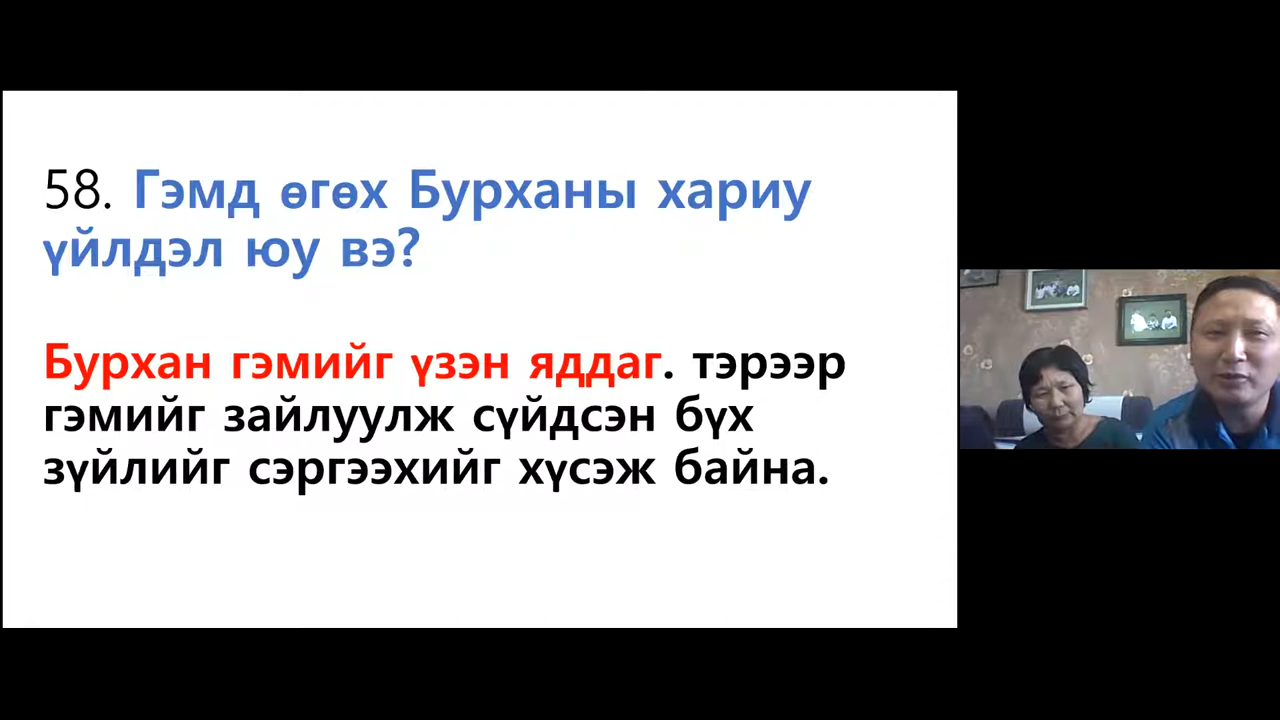 58. Гэмд өгөх Бурханы хариу
үйлдэл юу вэ?
Бурхан гэмийг үзэн яддаг. тэрээр
гэмийг зайлуулж сүйдсэн бүх
зүйлийг сэргээхийг хүсэж байна.